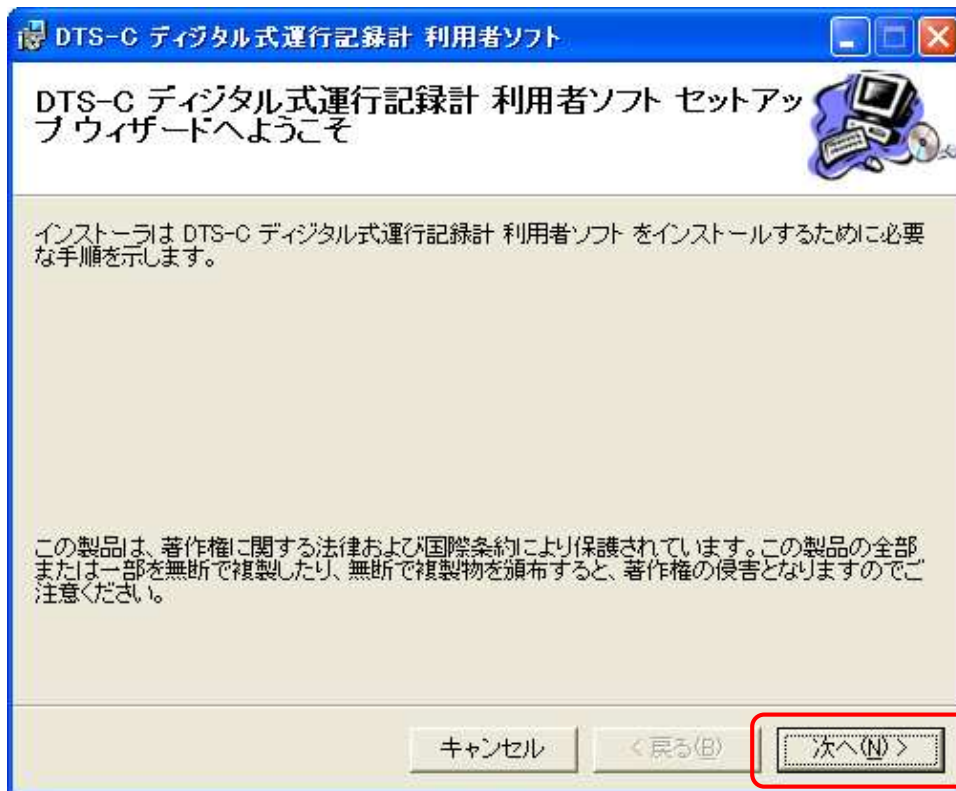 DTS-C ディジタル式運行記録計 利用者ソフト
DTS-C ディジタル式運行記録計 利用者ソフト セットアッ
プ ウィザードへようこそ
インストーラは DTS-C ディジタル式運行記録計 利用者ソフト をインストールするために必要
な手順を示します。
この製品は、著作権に関する法律および国際条約により保護されています。この製品の全部
または一部を無断で複製したり、無断で複製物を頒布すると、著作権の侵害となりますのでご
注意ください。
キャンセル < 戻る(B) 次へ(N) >